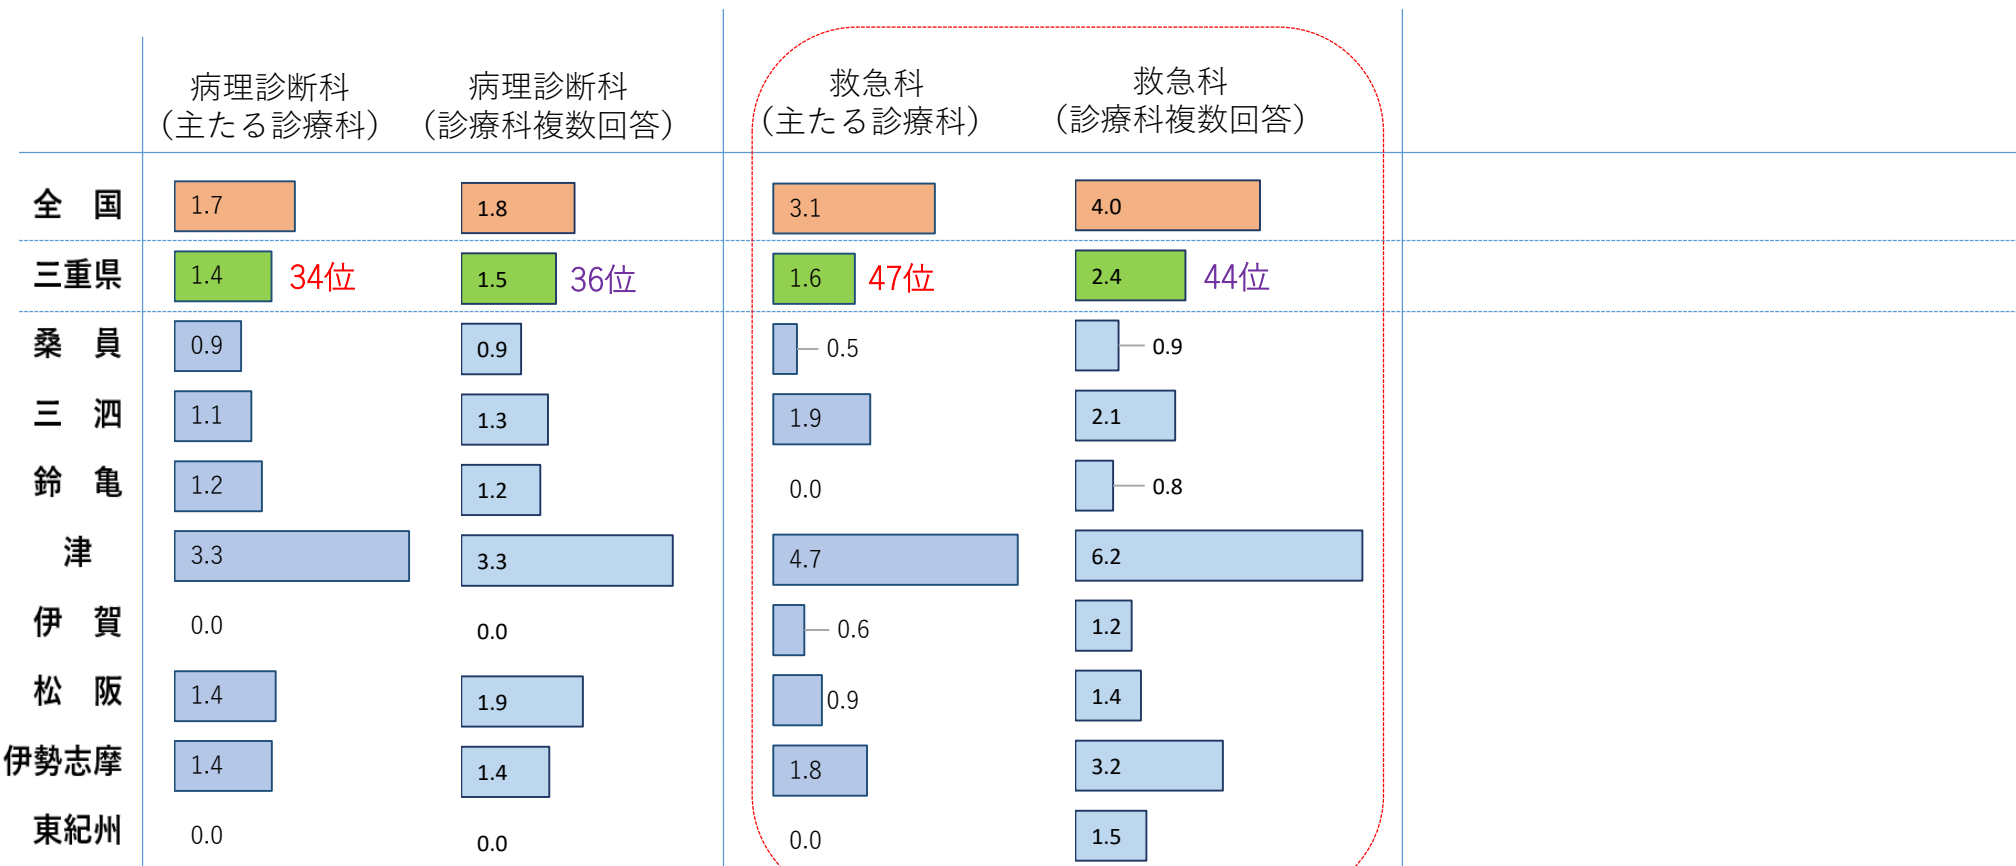 病理診断科
（主たる診療科）
病理診断科
（診療科複数回答）
救急科
（主たる診療科）
救急科
（診療科複数回答）
全　国 1.7 1.8 3.1 4.0
三重県 1.4 34位 1.5 36位 1.6 47位 2.4 44位
桑　員 0.9 0.9 0.5 0.9
三　泗 1.1 1.3 1.9 2.1
鈴　亀 1.2 1.2 0.0 0.8
津 3.3 3.3 4.7 6.2
伊　賀 0.0 0.0 0.6 1.2
松　阪 1.4 1.9 0.9 1.4
伊勢志摩 1.4 1.4 1.8 3.2
東紀州 0.0 0.0 0.0 1.5